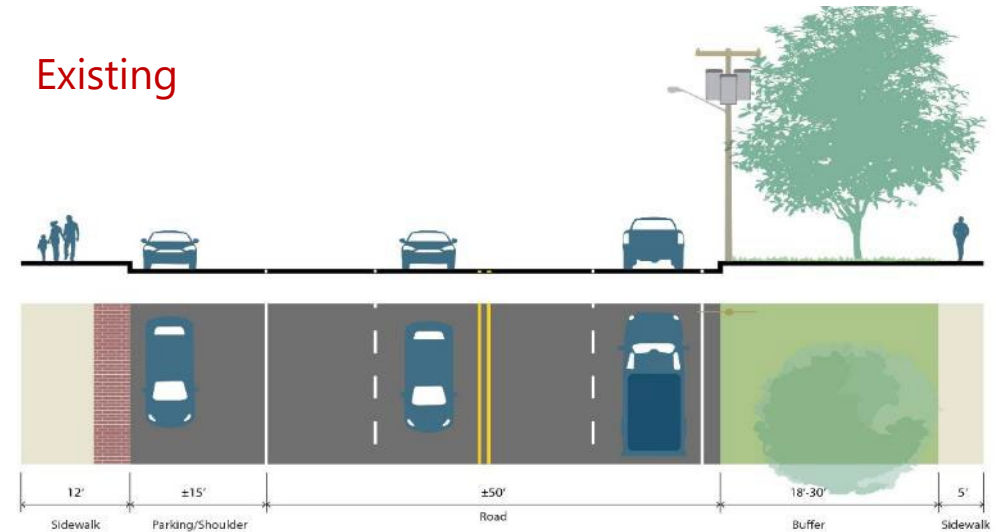 Existing
12' ±15' ±50' 18'-30' 5'
Sidewalk Parking/Shoulder Road Buffer Sidewalk